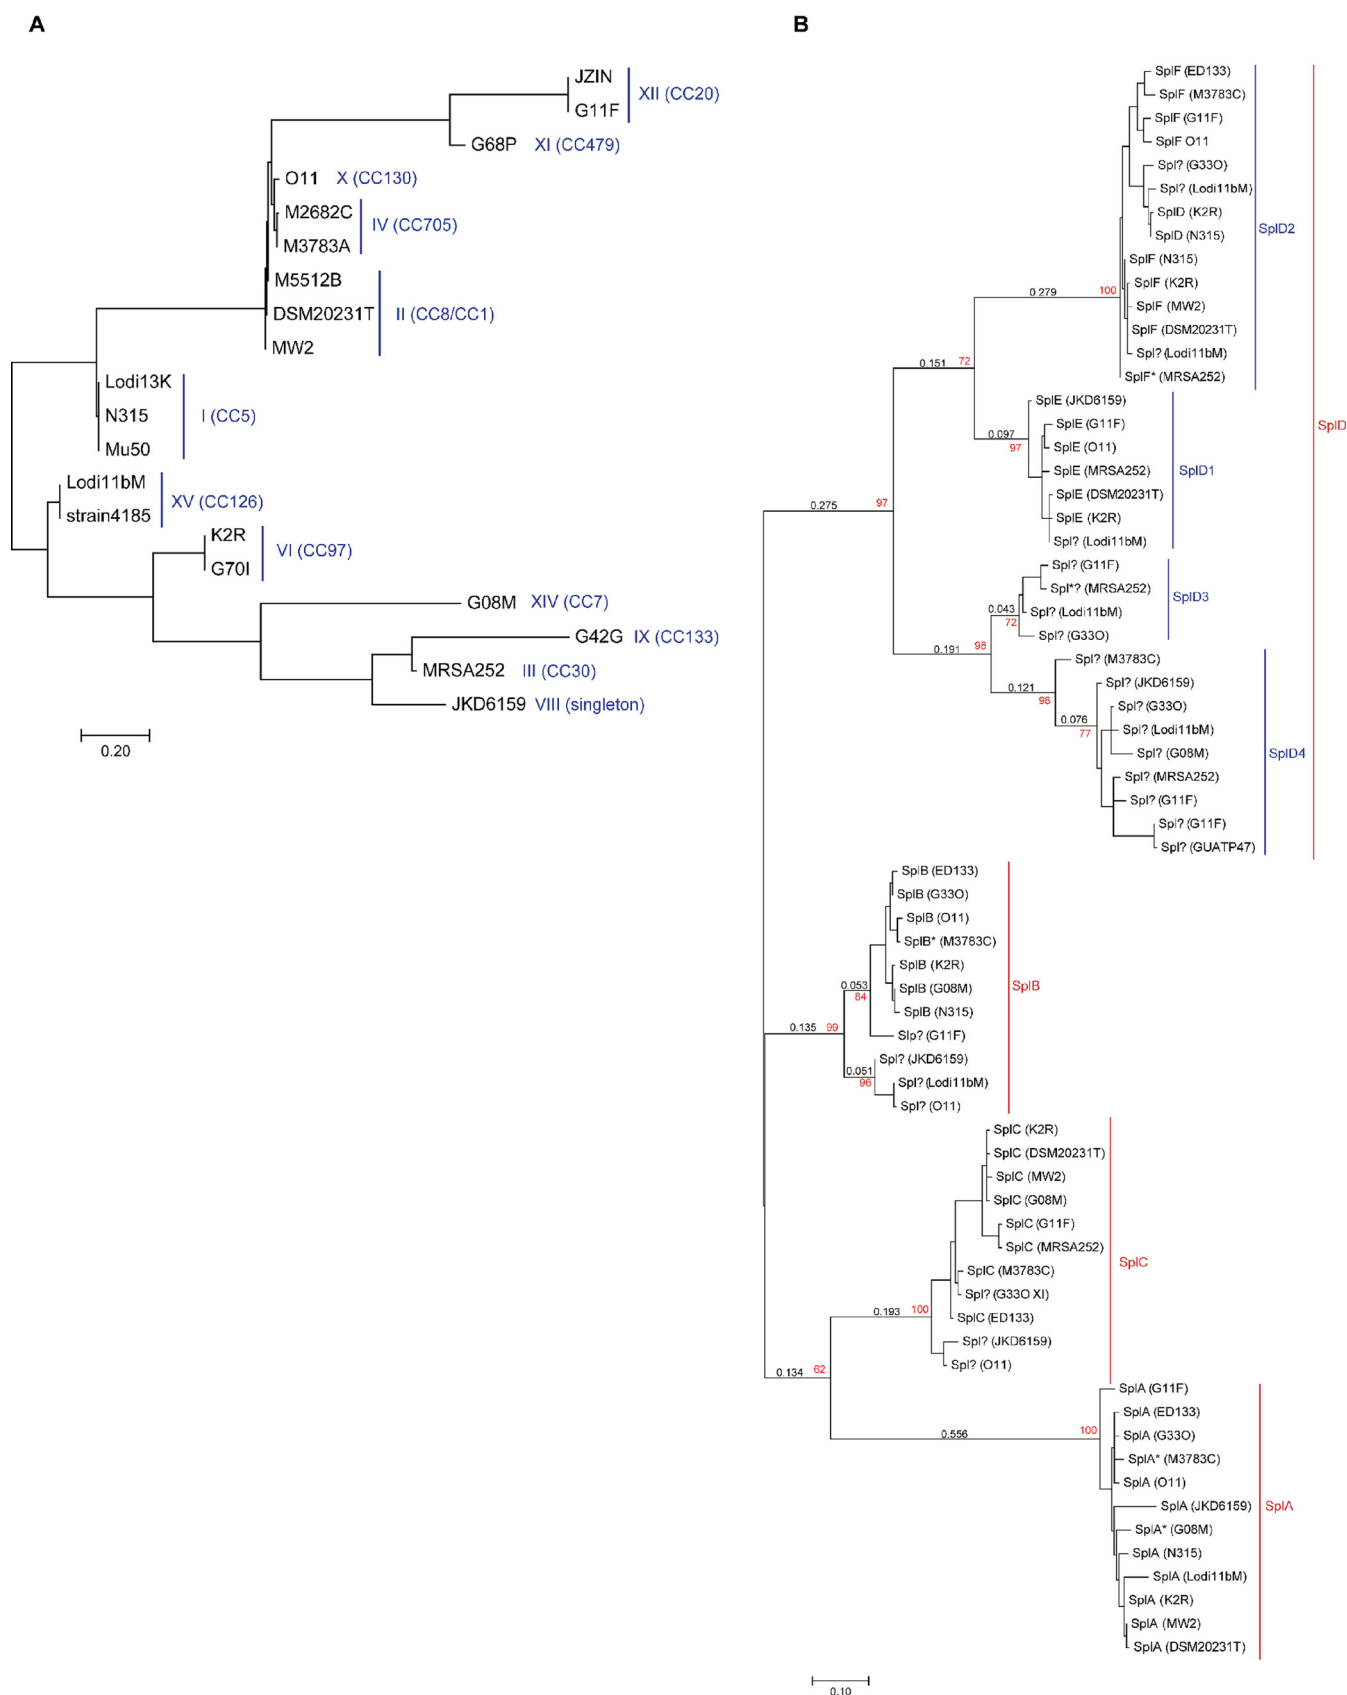 A
JZIN
G11F
XII (CC20)
G68P XI (CC479)
O11 X (CC130)
M2682C
M3783A
IV (CC705)
M5512B
DSM20231T
MW2
II (CC8/CC1)
Lodi13K
N315
Mu50
I (CC5)
Lodi11bM
strain4185
XV (CC126)
K2R
G70I
VI (CC97)
G08M XIV (CC7)
G42G IX (CC133)
MRSA252 III (CC30)
JKD6159 VIII (singleton)
0.20
B
SplF (ED133)
SplF (M3783C)
SplF (G11F)
SplF O11
Spl? (G33O)
Spl? (Lodi11bM)
SplD (K2R)
SplD (N315)
SplF (N315)
SplF (K2R)
SplF (MW2)
SplF (DSM20231T)
Spl? (Lodi11bM)
SplF* (MRSA252)
SplD2
0.279
100
0.151
72
SplE (JKD6159)
SplE (G11F)
SplE (O11)
SplE (MRSA252)
SplE (DSM20231T)
SplE (K2R)
Spl? (Lodi11bM)
SplD1
0.097
97
SplD
0.275
97
Spl? (G11F)
Spl*? (MRSA252)
Spl? (Lodi11bM)
Spl? (G33O)
SplD3
0.043
72
0.191
98
Spl? (M3783C)
Spl? (JKD6159)
Spl? (G33O)
Spl? (Lodi11bM)
Spl? (G08M)
Spl? (MRSA252)
Spl? (G11F)
Spl? (G11F)
Spl? (GUATP47)
SplD4
0.121
98
0.076
77
SplB (ED133)
SplB (G33O)
SplB (O11)
SplB* (M3783C)
SplB (K2R)
SplB (G08M)
SplB (N315)
Slp? (G11F)
Spl? (JKD6159)
Spl? (Lodi11bM)
Spl? (O11)
SplB
0.053
84
0.135
99
0.051
96
SplC (K2R)
SplC (DSM20231T)
SplC (MW2)
SplC (G08M)
SplC (G11F)
SplC (MRSA252)
SplC (M3783C)
Spl? (G33O XI)
SplC (ED133)
Spl? (JKD6159)
Spl? (O11)
SplC
0.193
100
0.134
62
SplA (G11F)
SplA (ED133)
SplA (G33O)
SplA* (M3783C)
SplA (O11)
SplA (JKD6159)
SplA* (G08M)
SplA (N315)
SplA (Lodi11bM)
SplA (K2R)
SplA (MW2)
SplA (DSM20231T)
SplA
0.556
100
0.10